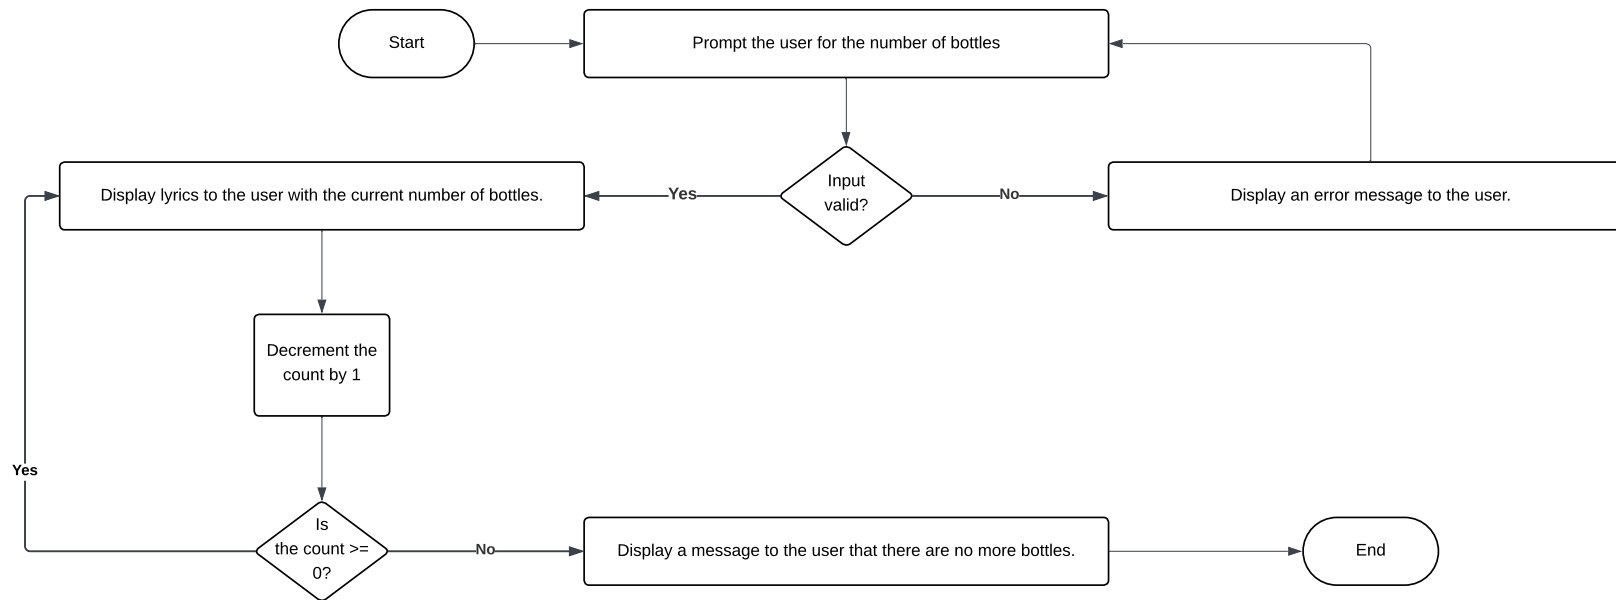 Start
Prompt the user for the number of bottles
Display lyrics to the user with the current number of bottles.
Yes
Input
valid?
No
Display an error message to the user.
Decrement the
count by 1
Yes
Is
the count >=
0?
No
Display a message to the user that there are no more bottles.
End